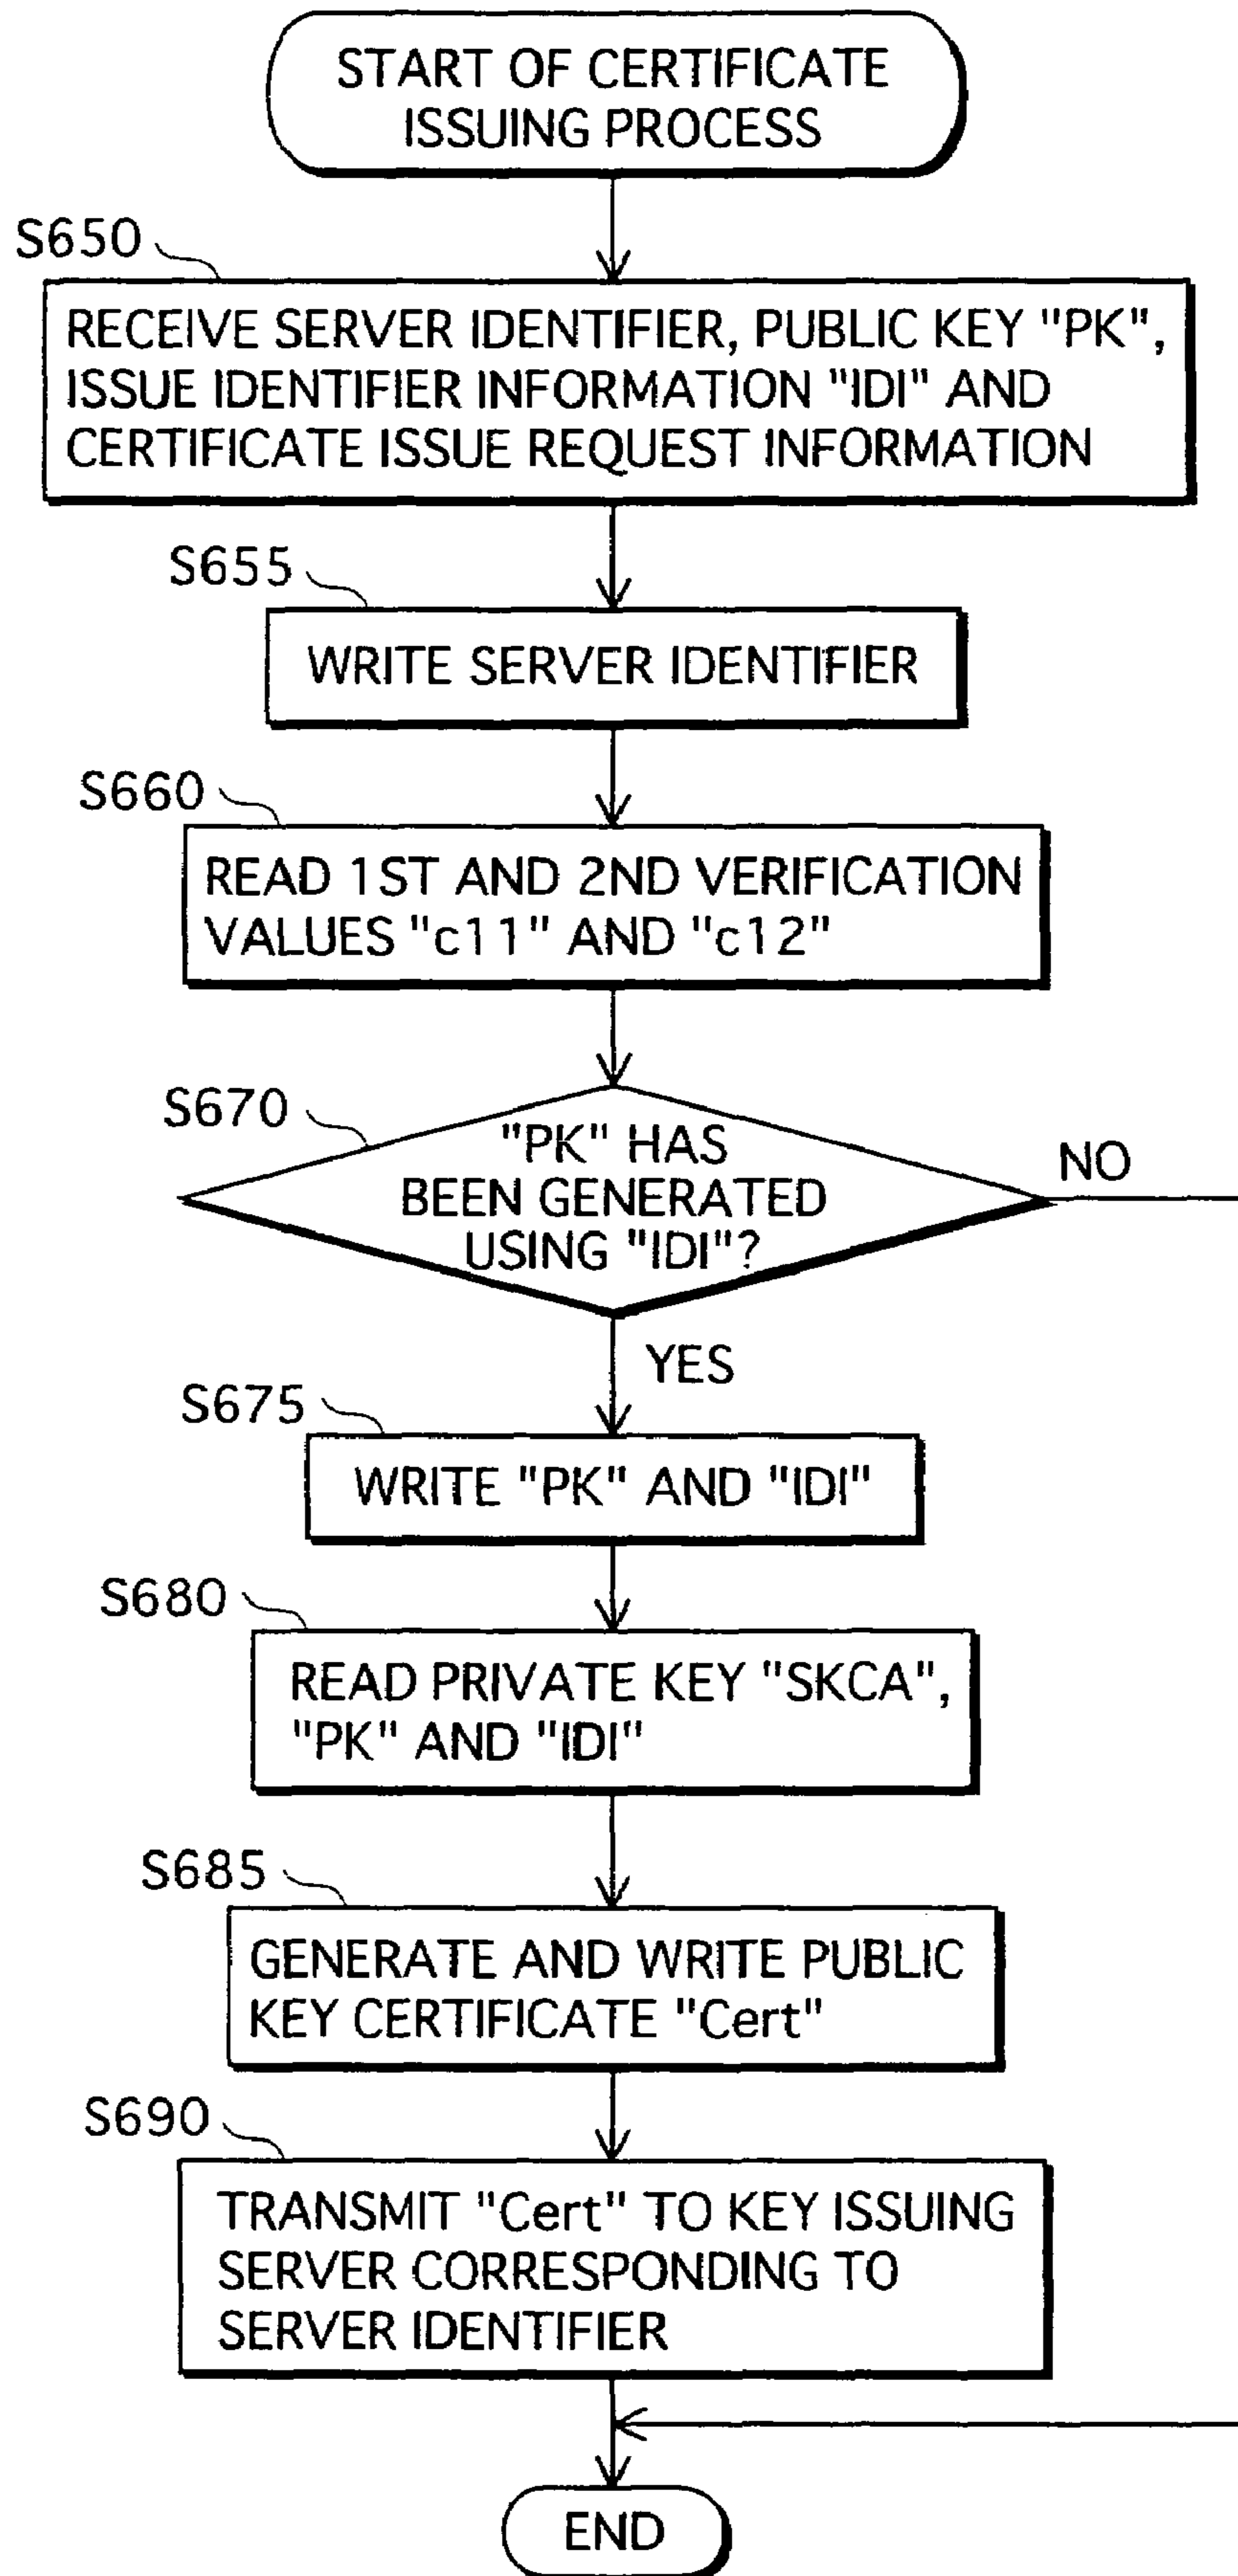 START OF CERTIFICATE
ISSUING PROCESS
S650
RECEIVE SERVER IDENTIFIER, PUBLIC KEY "PK",
ISSUE IDENTIFIER INFORMATION "IDI" AND
CERTIFICATE ISSUE REQUEST INFORMATION
S655
WRITE SERVER IDENTIFIER
S660
READ 1ST AND 2ND VERIFICATION
VALUES "c11" AND "c12"
S670
"PK" HAS
BEEN GENERATED
USING "IDI"?
NO
YES
S675
WRITE "PK" AND "IDI"
S680
READ PRIVATE KEY "SKCA",
"PK" AND "IDI"
S685
GENERATE AND WRITE PUBLIC
KEY CERTIFICATE "Cert"
S690
TRANSMIT "Cert" TO KEY ISSUING
SERVER CORRESPONDING TO
SERVER IDENTIFIER
END